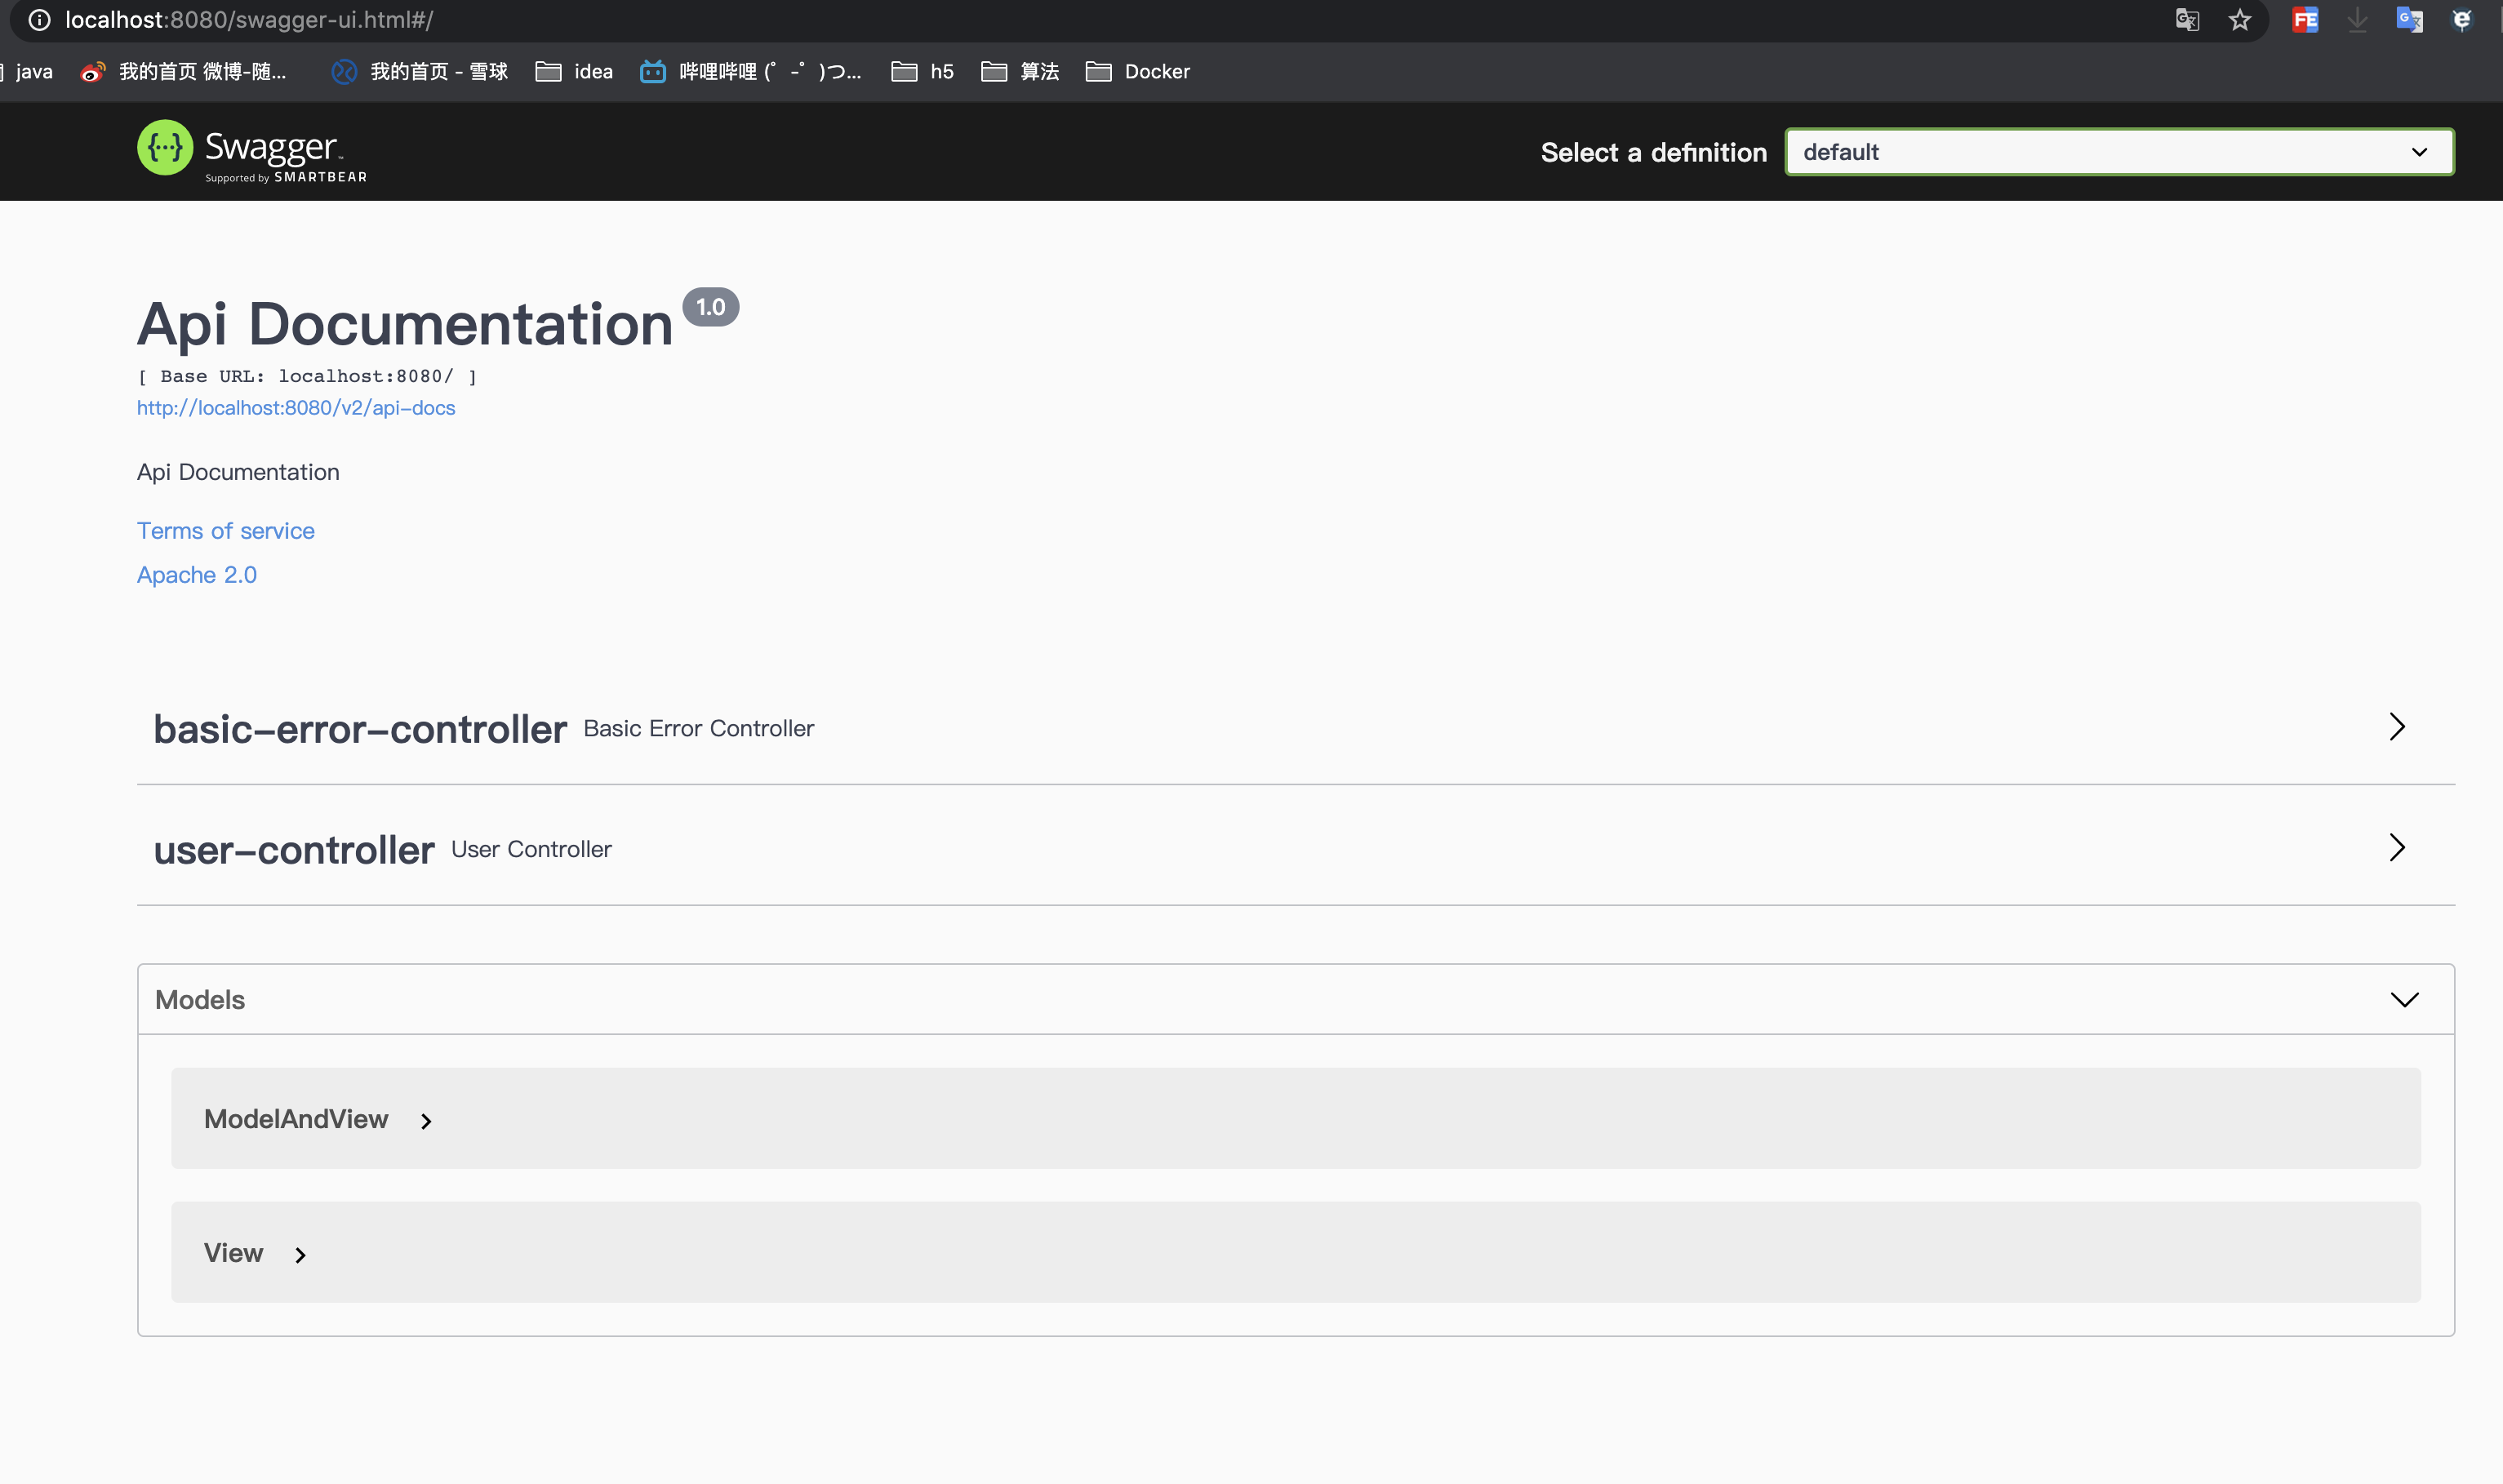 localhost:8080/swagger-ui.html#/
java 我的首页 微博-随... 我的首页 - 雪球 idea 哔哩哔哩 (゜-゜)つ... h5 算法 Docker
{...} Swagger™ Select a definition default
Supported by SMARTBEAR
Api Documentation 1.0
[ Base URL: localhost:8080/ ]
http://localhost:8080/v2/api-docs
Api Documentation
Terms of service
Apache 2.0
basic-error-controller Basic Error Controller
user-controller User Controller
Models
ModelAndView
View